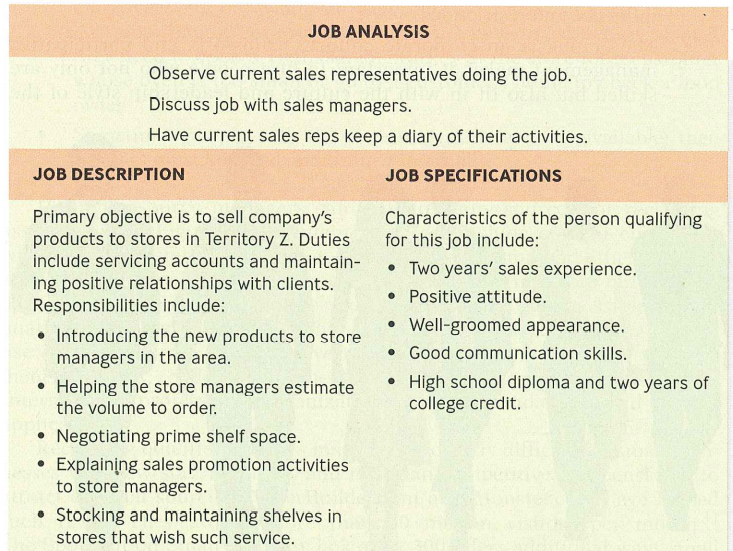 JOB ANALYSIS
Observe current sales representatives doing the job.
Discuss job with sales managers.
Have current sales reps keep a diary of their activities.
JOB DESCRIPTION
Primary objective is to sell company's
products to stores in Territory Z. Duties
include servicing accounts and maintain-
ing positive relationships with clients.
Responsibilities include:
• Introducing the new products to store
managers in the area.
• Helping the store managers estimate
the volume to order.
• Negotiating prime shelf space.
• Explaining sales promotion activities
to store managers.
• Stocking and maintaining shelves in
stores that wish such service.
JOB SPECIFICATIONS
Characteristics of the person qualifying
for this job include:
• Two years' sales experience.
• Positive attitude.
• Well-groomed appearance.
• Good communication skills.
• High school diploma and two years of
college credit.